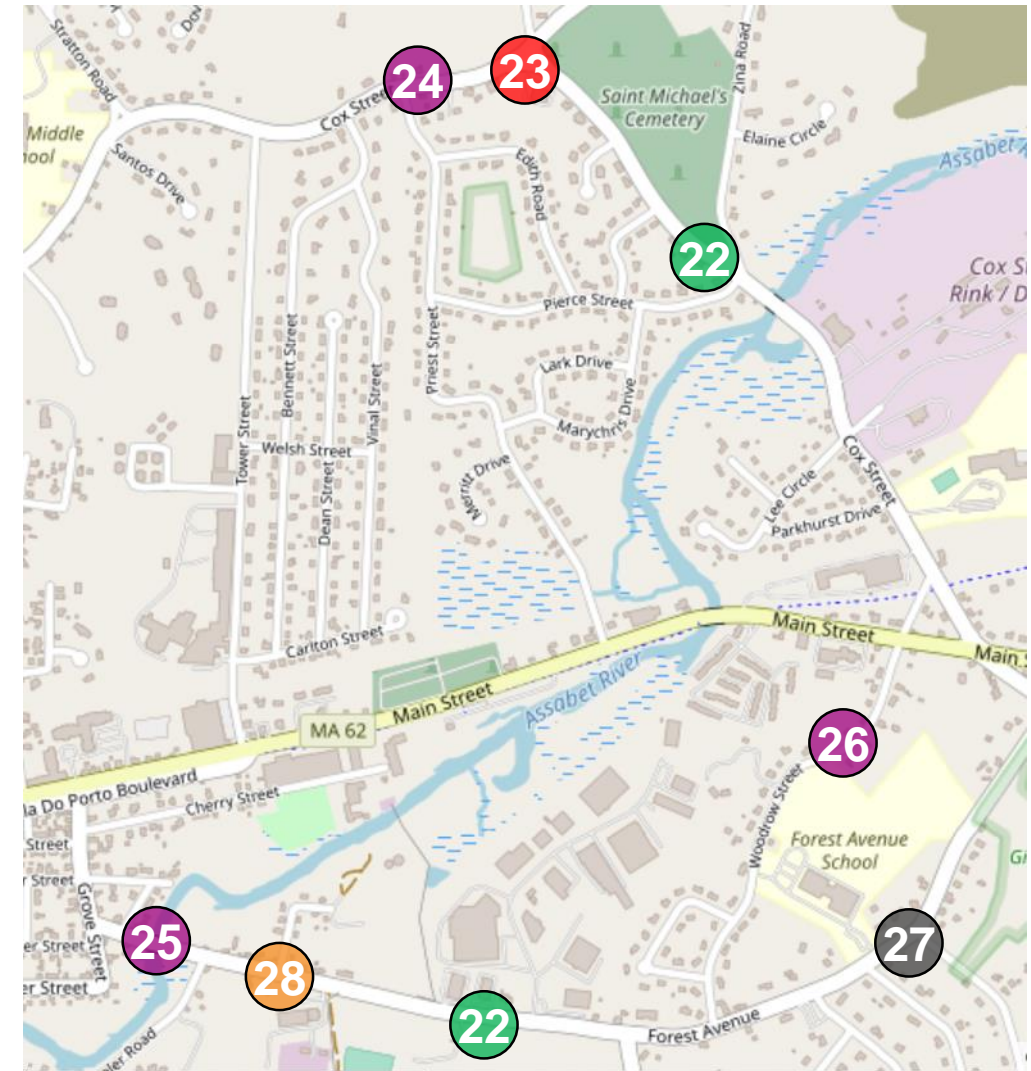 Stratton Road
24
23
Cox Street
Saint Michael's
Cemetery
Zina Road
Elaine Circle
Middle
Santos Drive
Edith Road
Assabet
22
Cox
Rink / D
Pierce Street
Bennett Street
Priest Street
Lark Drive
Vinal Street
Marychris Drive
Tower Street
Welsh Street
Dean Street
Merritt Drive
Cox Street
Lee Circle
Parkhurst Drive
Carlton Street
Main Street
Main
Assabet River
Main Street
MA 62
26
Do Porto Boulevard
Cherry Street
Woodrow Street
Street
Forest Avenue
School
Street
Grove Street
25
27
Street
28
Street
22
Forest Avenue
Road